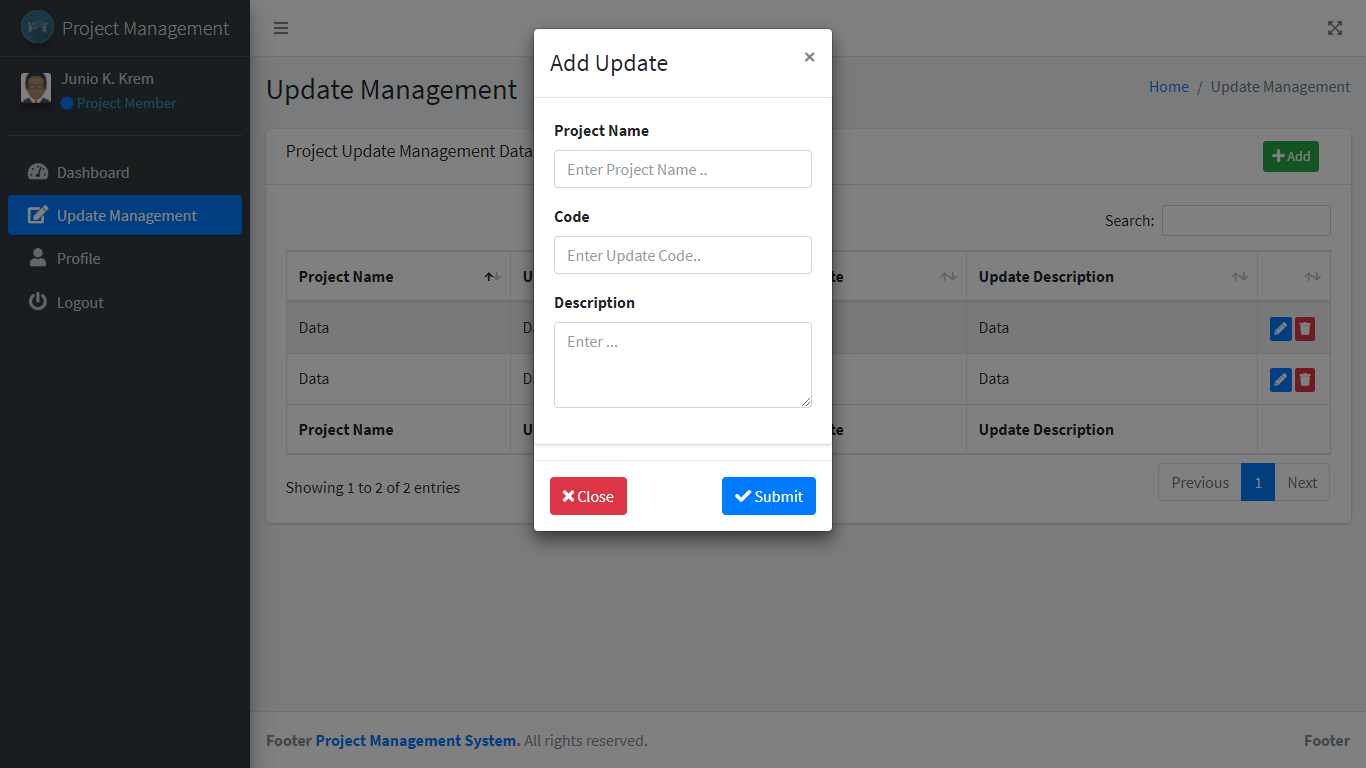 Project Management
Junio K. Krem
Project Member
Dashboard
Update Management
Profile
Logout
Update Management
Home / Update Management
Project Update Management Data
Add
Search:
Project Name
Update Description
Data
Data
Data
Data
Project Name
Update Description
Showing 1 to 2 of 2 entries
Previous 1 Next
Add Update
×
Project Name
Enter Project Name ..
Code
Enter Update Code..
Description
Enter ...
Close
Submit
Footer Project Management System. All rights reserved.
Footer